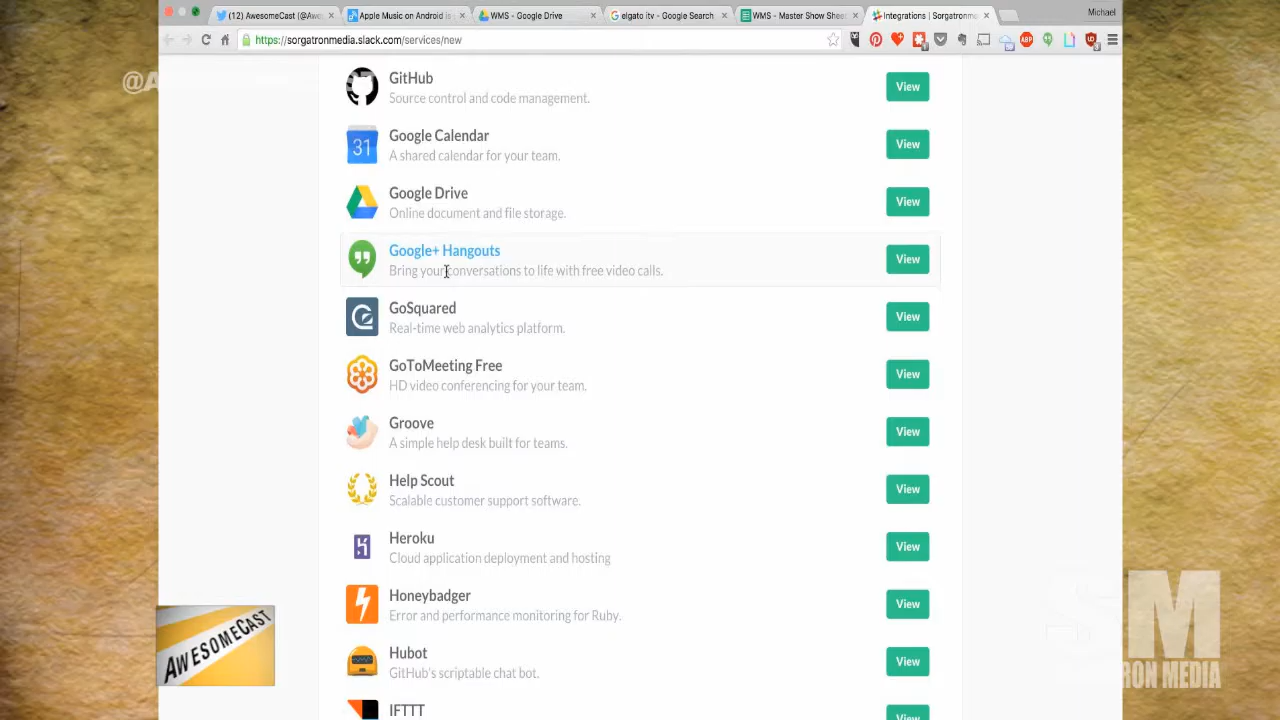 (12) AwesomeCast (@Awes
Apple Music on Android is
WMS - Google Drive
elgato itv - Google Search
WMS - Master Show Sheet
Integrations | Sorgatronme
Michael
https://sorgatronmedia.slack.com/services/new
@A
GitHub
Source control and code management.
View
31
Google Calendar
A shared calendar for your team.
View
Google Drive
Online document and file storage.
View
Google+ Hangouts
Bring your conversations to life with free video calls.
View
GoSquared
Real-time web analytics platform.
View
GoToMeeting Free
HD video conferencing for your team.
View
Groove
A simple help desk built for teams.
View
Help Scout
Scalable customer support software.
View
Heroku
Cloud application deployment and hosting
View
Honeybadger
Error and performance monitoring for Ruby.
View
Hubot
GitHub's scriptable chat bot.
View
IFTTT
View
AWESOMECAST
SM
RON MEDIA